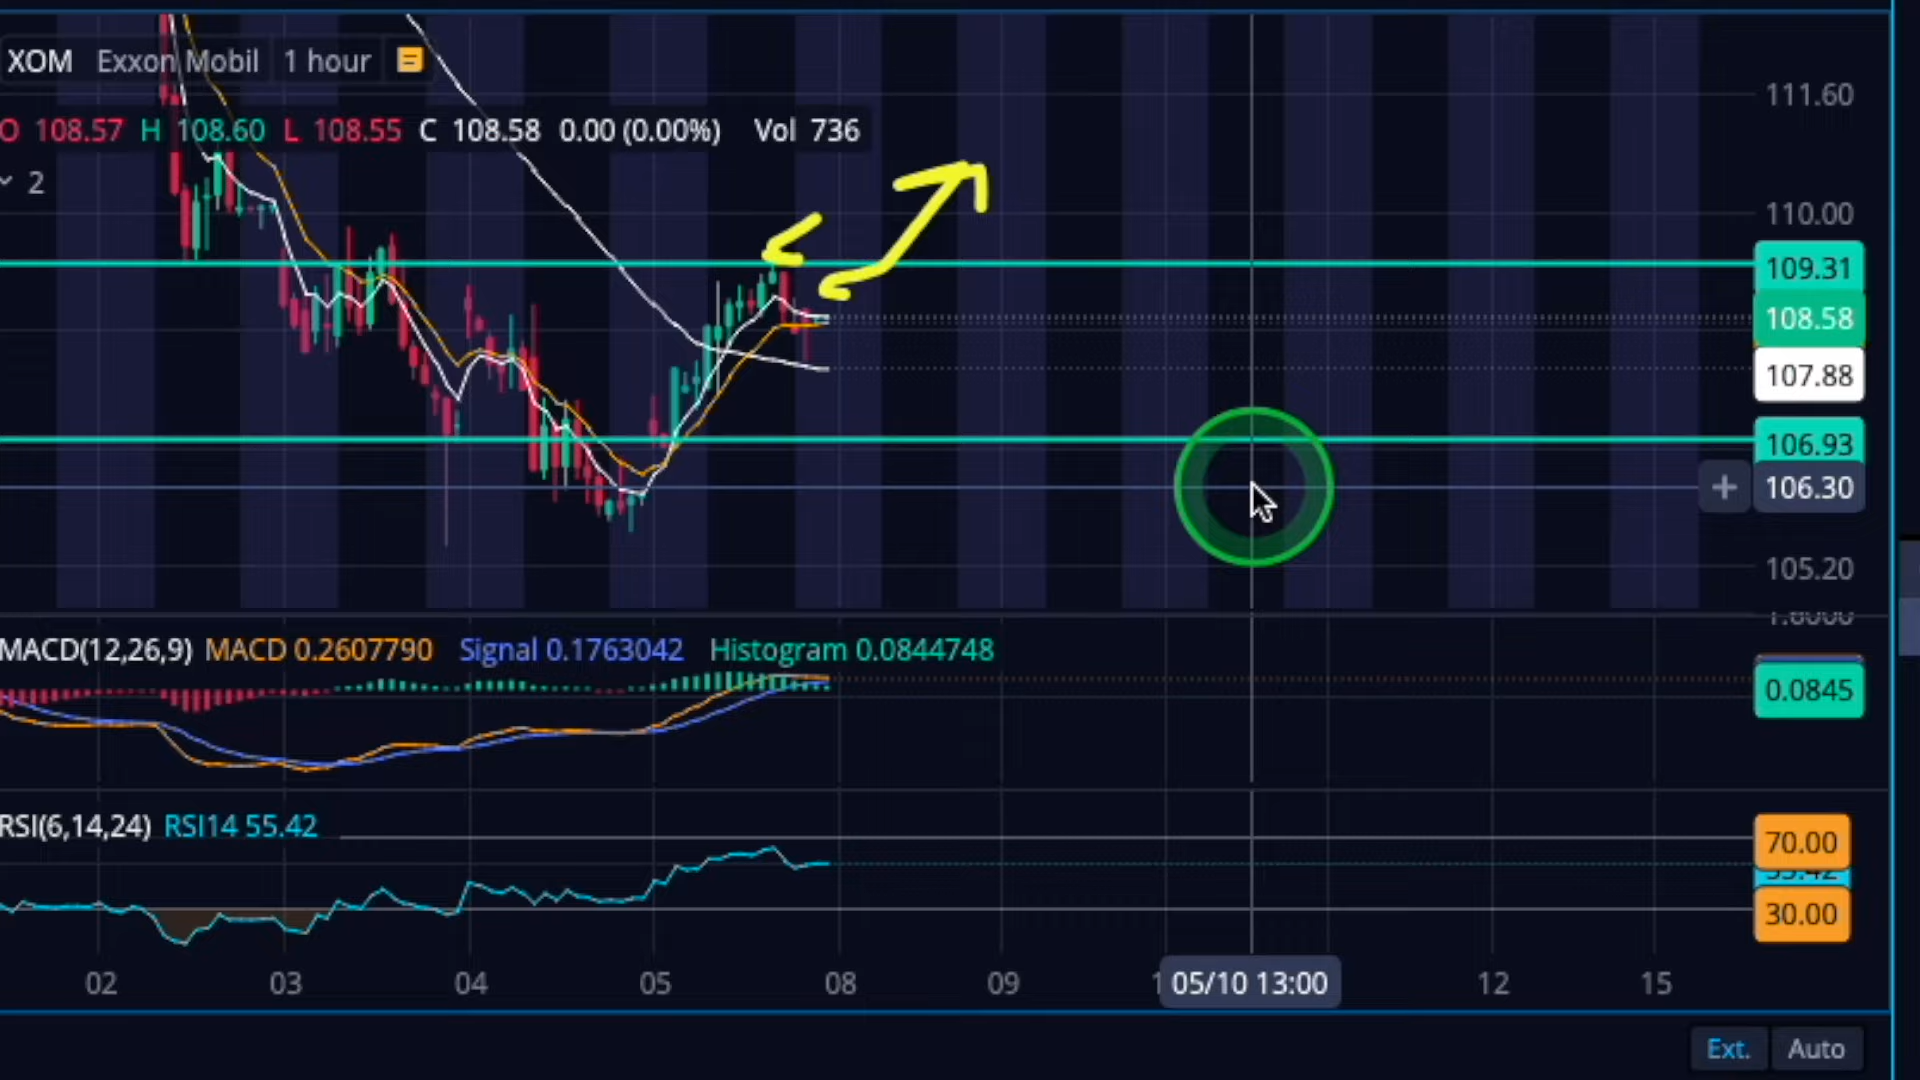 XOM Exxon Mobil 1 hour
O 108.57 H 108.60 L 108.55 C 108.58 0.00 (0.00%) Vol 736
2
111.60
110.00
109.31
108.58
107.88
106.93
+ 106.30
105.20
MACD(12,26,9) MACD 0.2607790 Signal 0.1763042 Histogram 0.0844748
0.0845
RSI(6,14,24) RSI14 55.42
70.00
30.00
02 03 04 05 08 09 05/10 13:00 12 15
Ext. Auto